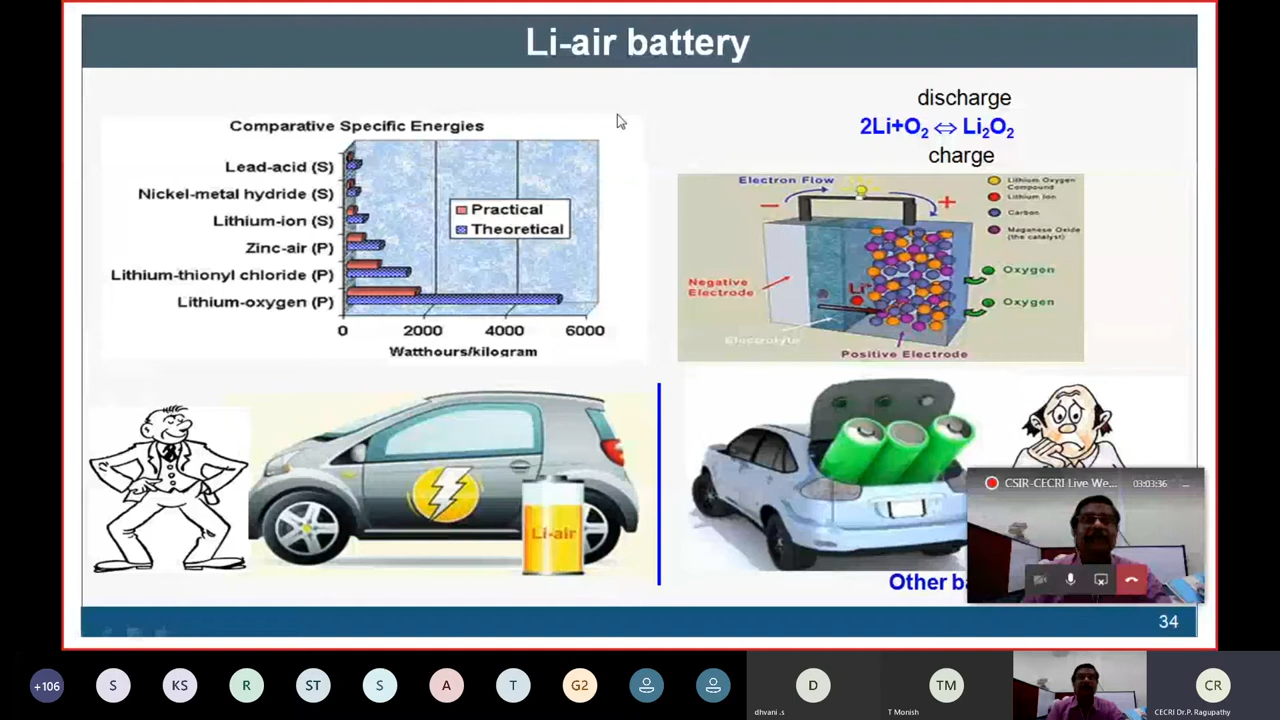 Li-air battery
Comparative Specific Energies
Lead-acid (S)
Nickel-metal hydride (S)
Lithium-ion (S)
Zinc-air (P)
Lithium-thionyl chloride (P)
Lithium-oxygen (P)
Practical
Theoretical
0 2000 4000 6000
Watthours/kilogram
discharge
2Li+O₂ ⇔ Li₂O₂
charge
Electron Flow
− +
Lithium Oxygen
Compound
Lithium Ion
Carbon
Maganese Oxide
(the catalyst)
Negative
Electrode
Li⁺
Oxygen
Oxygen
Electrolyte
Positive Electrode
Li-air
Other ba
CSIR-CECRI Live We... 03:03:36
34
+106 S KS R ST S A T G2 D TM CR
dhvani .s T Monish CECRI Dr.P. Ragupathy